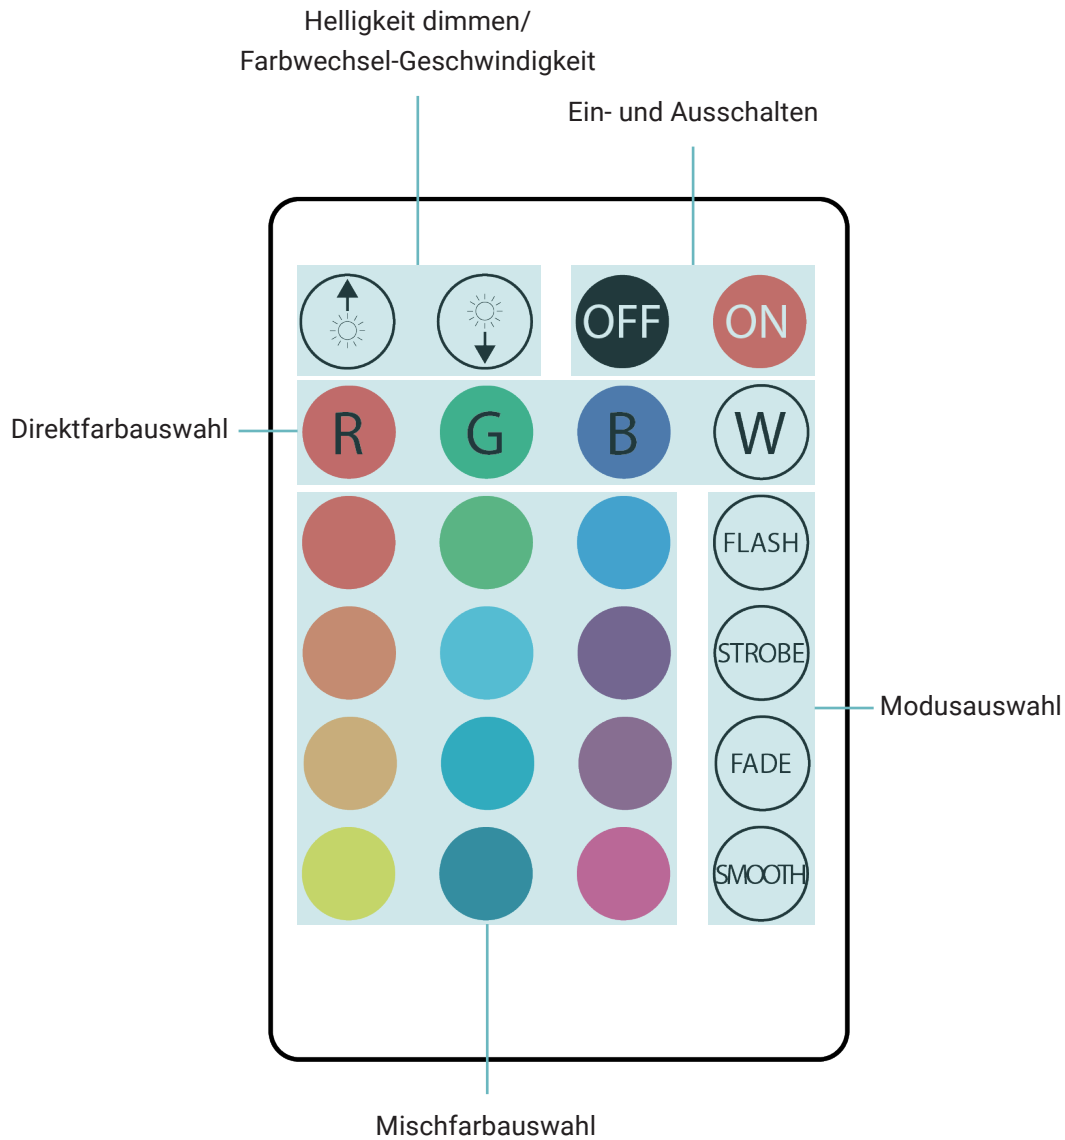 Helligkeit dimmen/
Farbwechsel-Geschwindigkeit
Ein- und Ausschalten
OFF ON
Direktfarbauswahl
R G B W
FLASH
STROBE
Modusauswahl
FADE
SMOOTH
Mischfarbauswahl